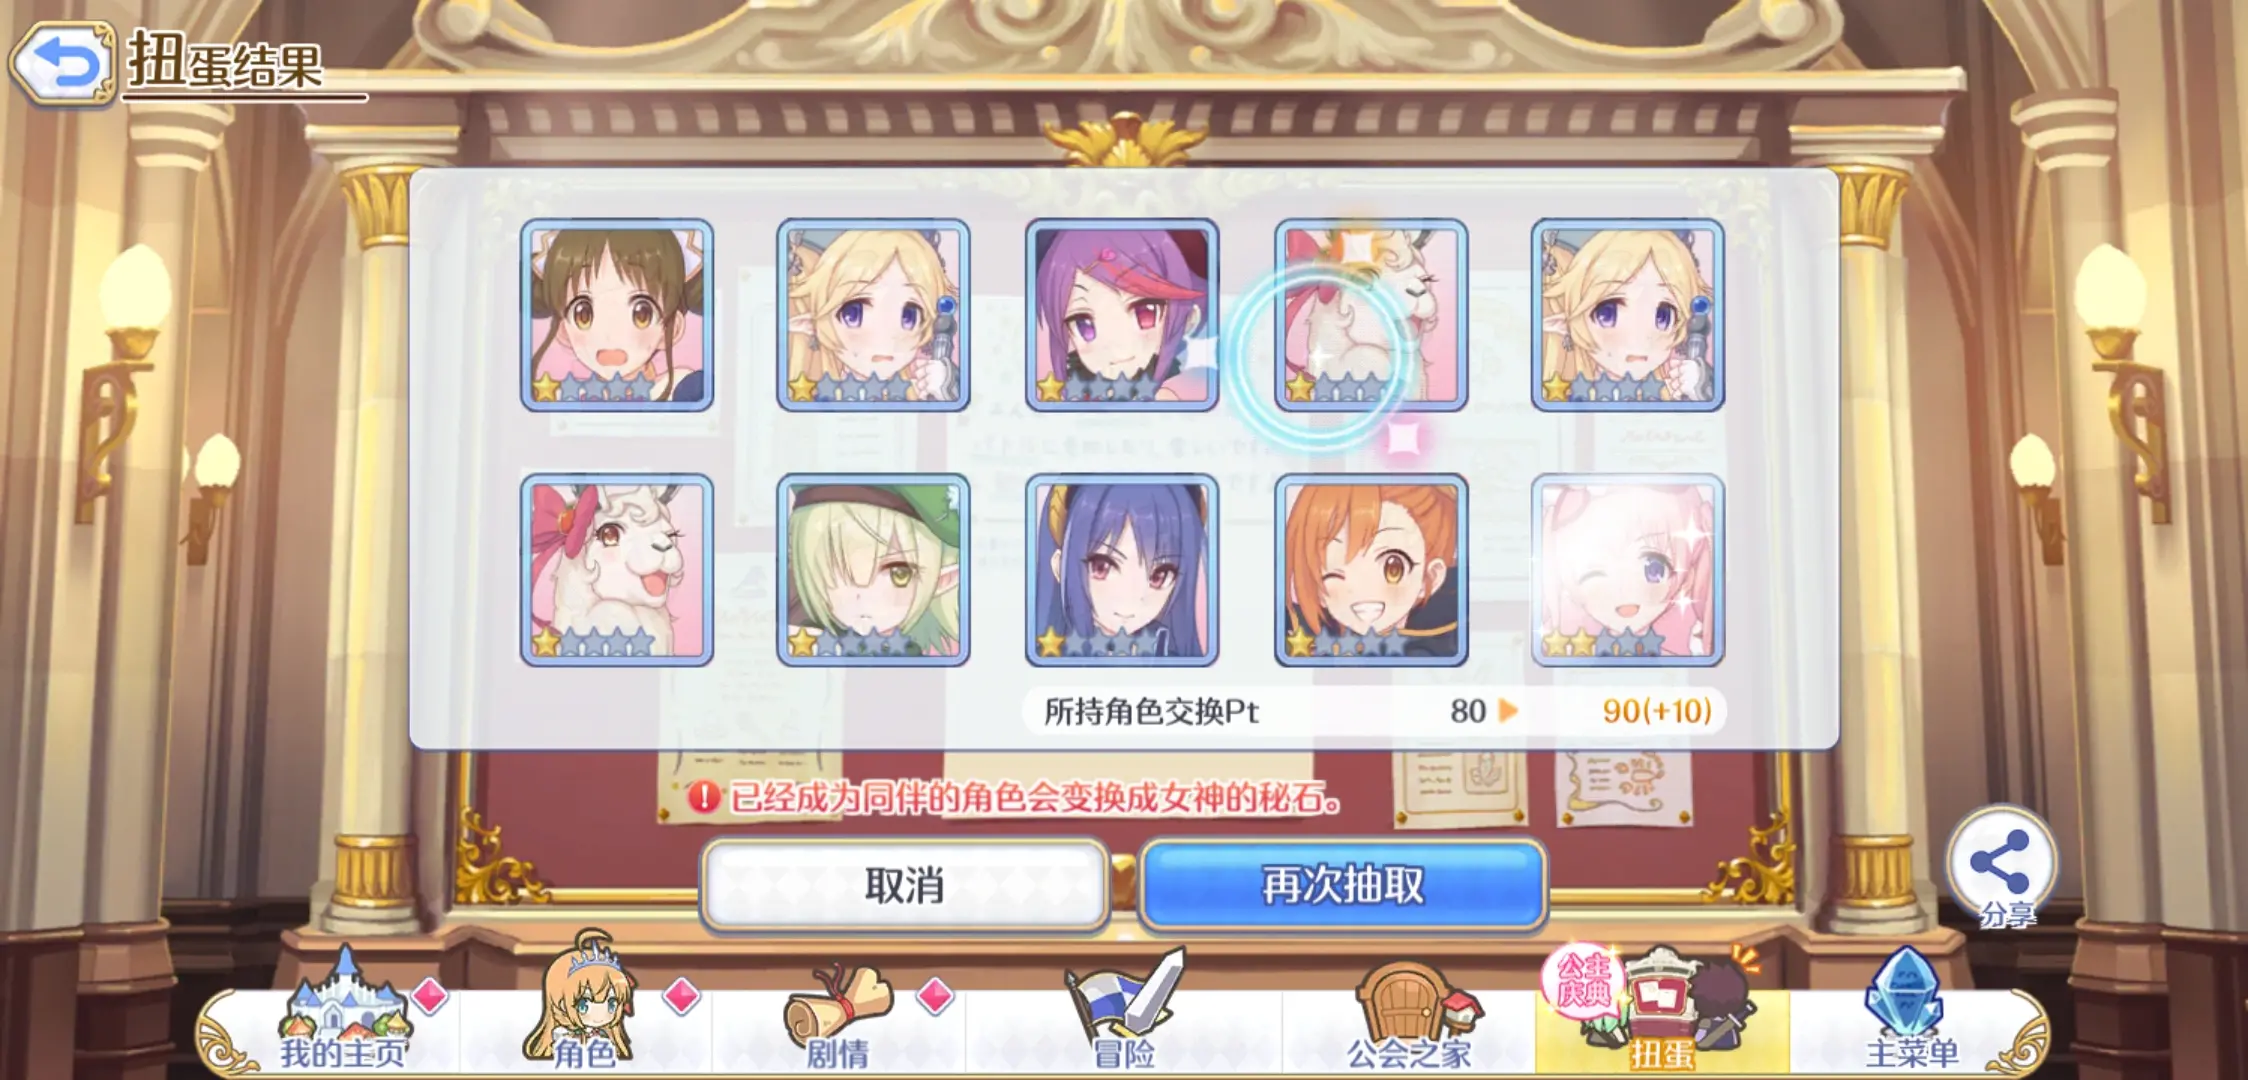 扭蛋结果
所持角色交换Pt 80 90(+10)
已经成为同伴的角色会变换成女神的秘石。
取消
再次抽取
分享
公主
庆典
我的主页
角色
剧情
冒险
公会之家
扭蛋
主菜单